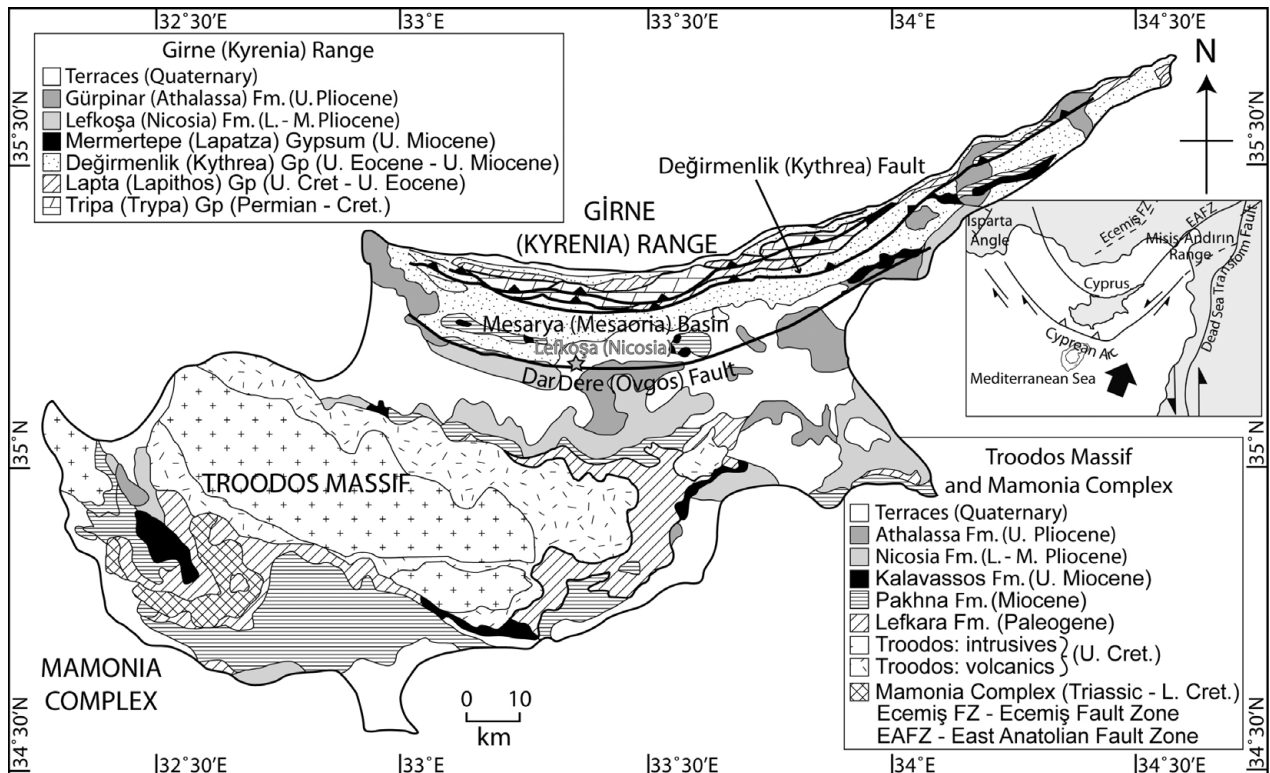 32°30'E
33°E
33°30'E
34°E
34°30'E
Girne (Kyrenia) Range
Terraces (Quaternary)
Gürpinar (Athalassa) Fm. (U. Pliocene)
Lefkoşa (Nicosia) Fm. (L. - M. Pliocene)
Mermertepe (Lapatza) Gypsum (U. Miocene)
Değirmenlik (Kythrea) Gp (U. Eocene - U. Miocene)
Lapta (Lapithos) Gp (U. Cret - U. Eocene)
Tripa (Trypa) Gp (Permian - Cret.)
N
35°30'N
35°30'N
Değirmenlik (Kythrea) Fault
GİRNE
(KYRENIA) RANGE
Isparta
Angle
Ecemiş FZ
EAFZ
Misis-Andırın
Range
Dead Sea Transform Fault
Cyprus
Cyprean Arc
Mediterranean Sea
Mesarya (Mesaoria) Basin
Lefkoşa (Nicosia)
DarDere (Ovgos) Fault
35°N
35°N
TROODOS MASSIF
Troodos Massif
and Mamonia Complex
Terraces (Quaternary)
Athalassa Fm. (U. Pliocene)
Nicosia Fm. (L. - M. Pliocene)
Kalavassos Fm. (U. Miocene)
Pakhna Fm. (Miocene)
Lefkara Fm. (Paleogene)
Troodos: intrusives
Troodos: volcanics
(U. Cret.)
Mamonia Complex (Triassic - L. Cret.)
Ecemiş FZ - Ecemiş Fault Zone
EAFZ - East Anatolian Fault Zone
MAMONIA
COMPLEX
0 10
km
34°30'N
34°30'N
32°30'E
33°E
33°30'E
34°E
34°30'E